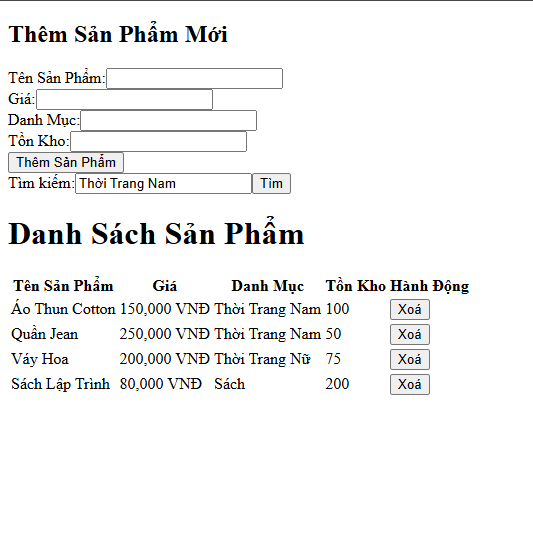 Thêm Sản Phẩm Mới
Tên Sản Phẩm:
Giá:
Danh Mục:
Tồn Kho:
Thêm Sản Phẩm
Tìm kiếm: Thời Trang Nam Tìm
Danh Sách Sản Phẩm
Tên Sản Phẩm Giá Danh Mục Tồn Kho Hành Động
Áo Thun Cotton 150,000 VNĐ Thời Trang Nam 100 Xoá
Quần Jean 250,000 VNĐ Thời Trang Nam 50 Xoá
Váy Hoa 200,000 VNĐ Thời Trang Nữ 75 Xoá
Sách Lập Trình 80,000 VNĐ Sách 200 Xoá